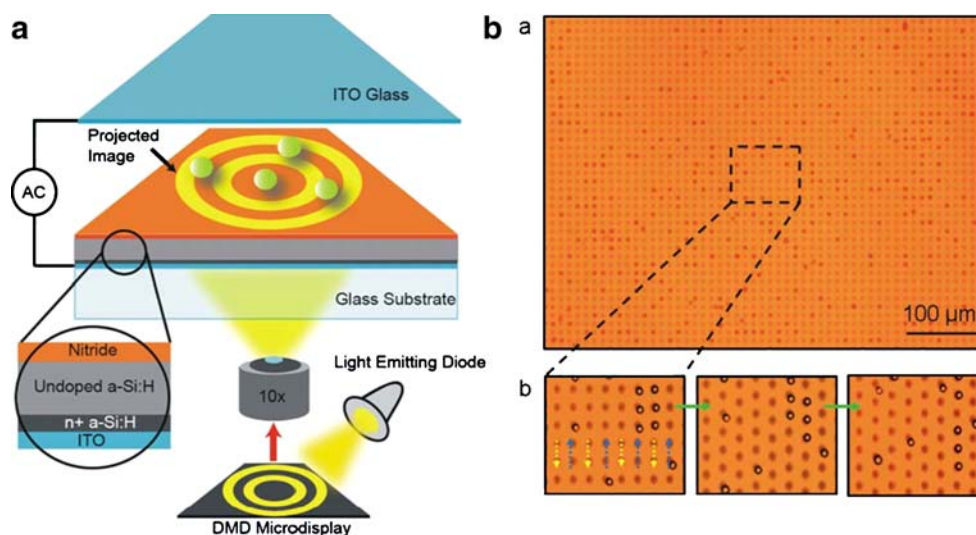 a
ITO Glass
Projected
Image
AC
Glass Substrate
Nitride
Undoped a-Si:H
n+ a-Si:H
ITO
10x
Light Emitting Diode
DMD Microdisplay
b
a
100 µm
b